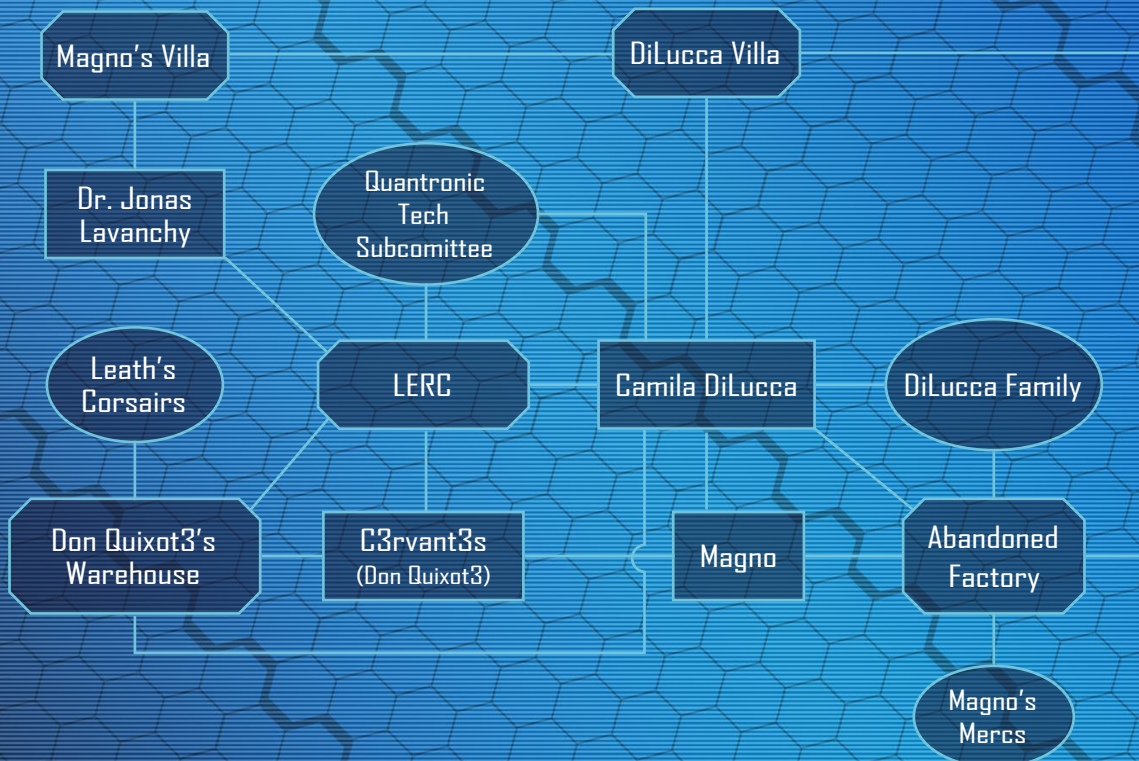 Magno's Villa
DiLucca Villa
Dr. Jonas
Lavanchy
Quantronic
Tech
Subcomittee
Leath's
Corsairs
LERC
Camila DiLucca
DiLucca Family
Don Quixot3's
Warehouse
C3rvant3s
(Don Quixot3)
Magno
Abandoned
Factory
Magno's
Mercs